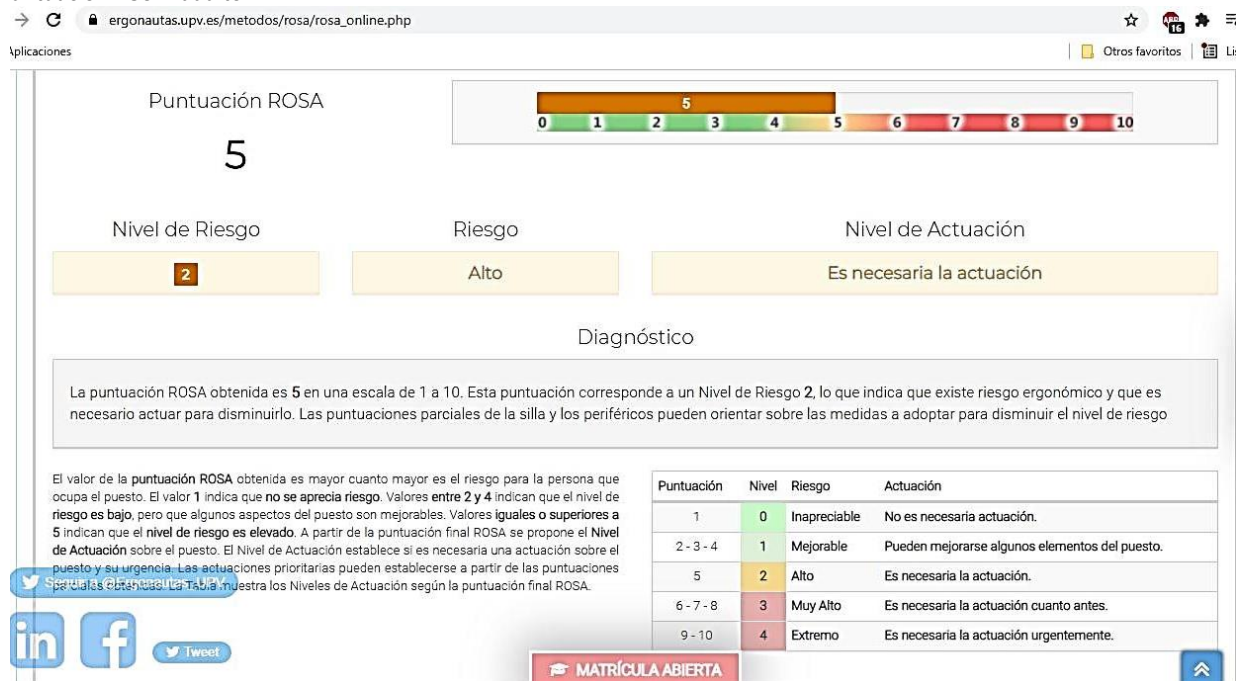 ergonautas.upv.es/metodos/rosa/rosa_online.php
16
Aplicaciones
Otros favoritos
Puntuación ROSA
5
5
0 1 2 3 4 5 6 7 8 9 10
Nivel de Riesgo
Riesgo
Nivel de Actuación
2
Alto
Es necesaria la actuación
Diagnóstico
La puntuación ROSA obtenida es 5 en una escala de 1 a 10. Esta puntuación corresponde a un Nivel de Riesgo 2, lo que indica que existe riesgo ergonómico y que es
necesario actuar para disminuirlo. Las puntuaciones parciales de la silla y los periféricos pueden orientar sobre las medidas a adoptar para disminuir el nivel de riesgo
El valor de la puntuación ROSA obtenida es mayor cuanto mayor es el riesgo para la persona que
ocupa el puesto. El valor 1 indica que no se aprecia riesgo. Valores entre 2 y 4 indican que el nivel de
riesgo es bajo, pero que algunos aspectos del puesto son mejorables. Valores iguales o superiores a
5 indican que el nivel de riesgo es elevado. A partir de la puntuación final ROSA se propone el Nivel
de Actuación sobre el puesto. El Nivel de Actuación establece si es necesaria una actuación sobre el
puesto y su urgencia. Las actuaciones prioritarias pueden establecerse a partir de las puntuaciones
parciales obtenidas. La Tabla muestra los Niveles de Actuación según la puntuación final ROSA.
Seguir a @Ergonautas_UPV
in f
Tweet
Puntuación Nivel Riesgo Actuación
1 0 Inapreciable No es necesaria actuación.
2 - 3 - 4 1 Mejorable Pueden mejorarse algunos elementos del puesto.
5 2 Alto Es necesaria la actuación.
6 - 7 - 8 3 Muy Alto Es necesaria la actuación cuanto antes.
9 - 10 4 Extremo Es necesaria la actuación urgentemente.
MATRÍCULA ABIERTA